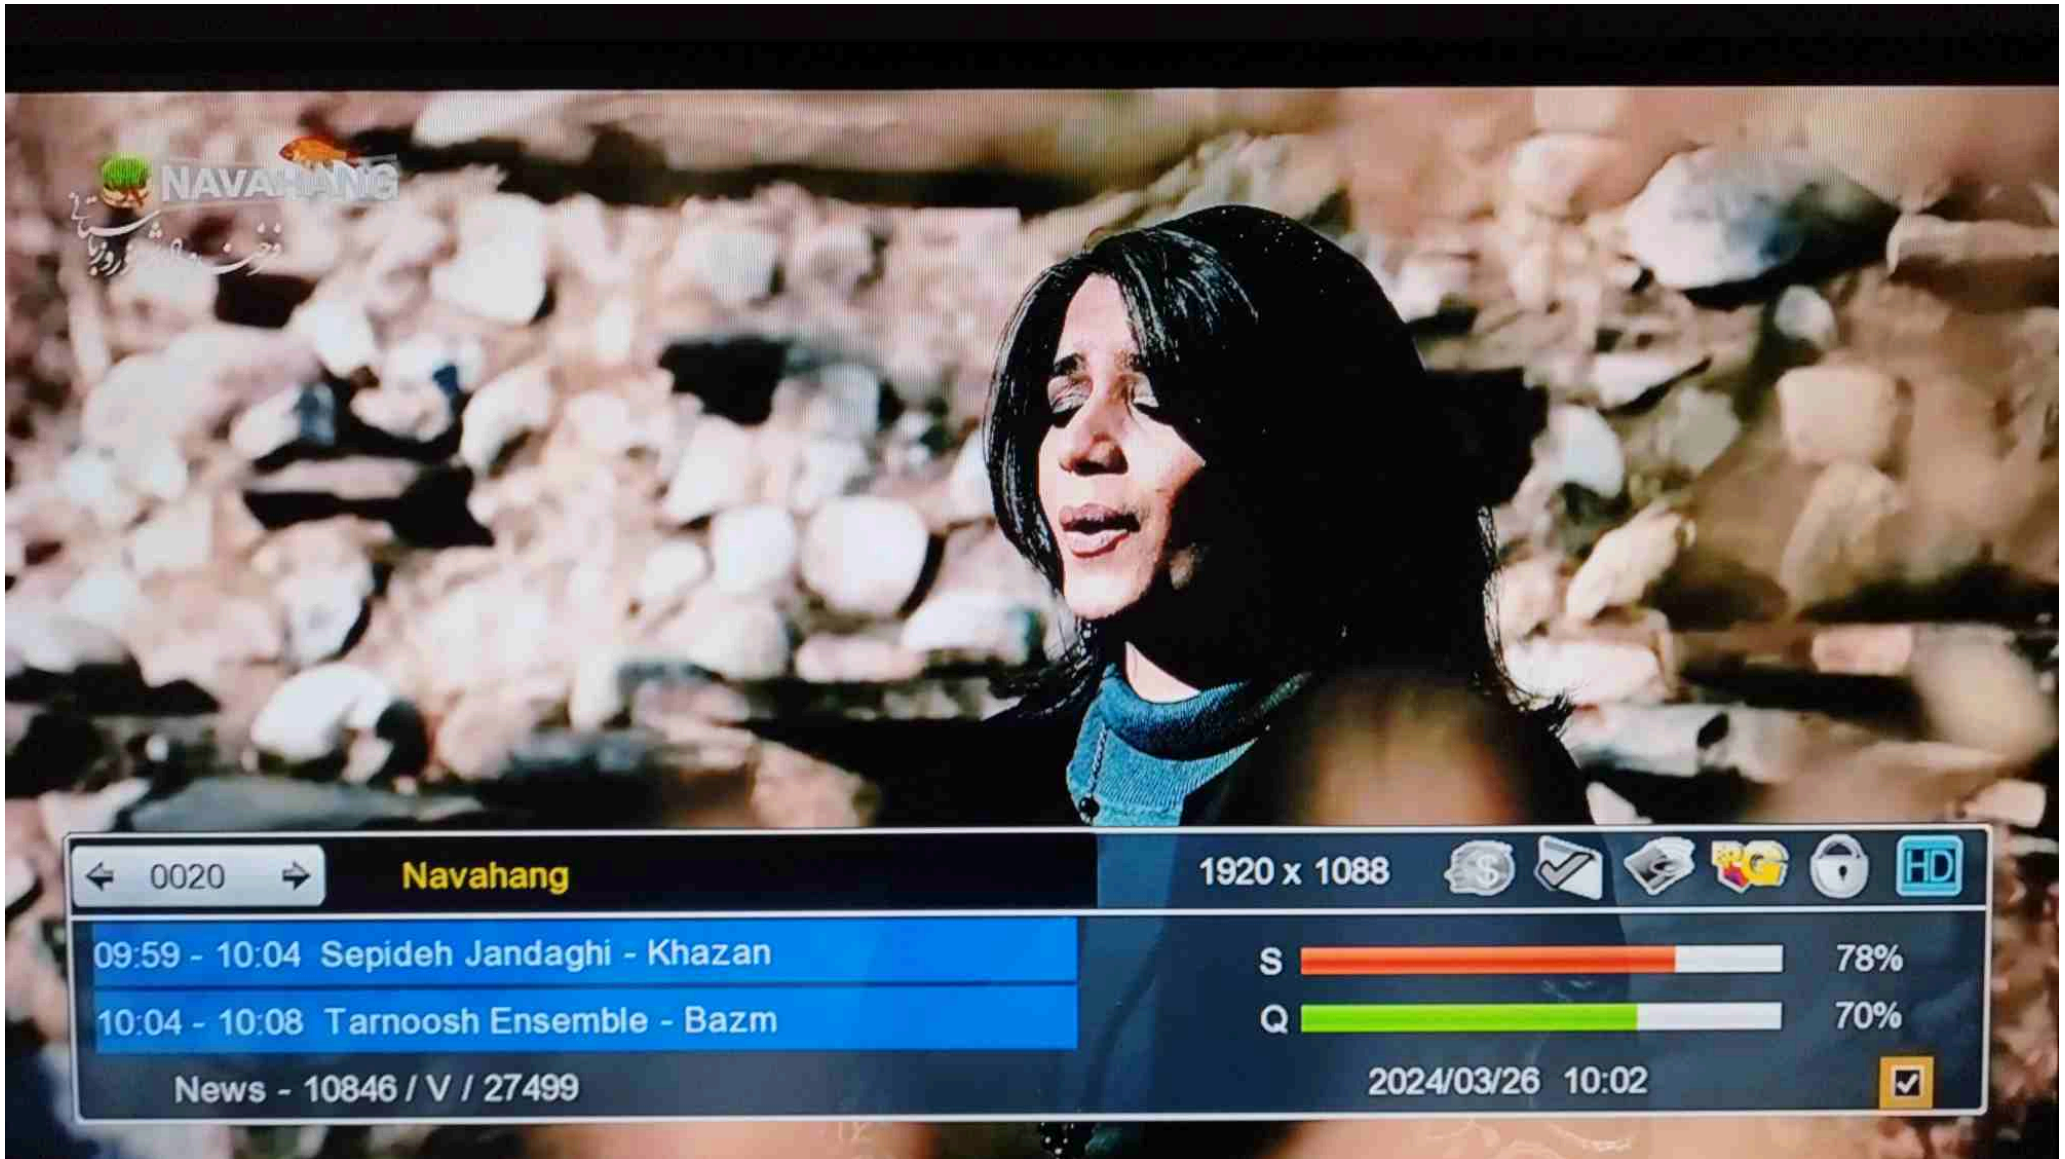 NAVAHANG
0020 Navahang 1920 x 1088 HD
09:59 - 10:04 Sepideh Jandaghi - Khazan
S 78%
10:04 - 10:08 Tarnoosh Ensemble - Bazm
Q 70%
News - 10846 / V / 27499
2024/03/26 10:02